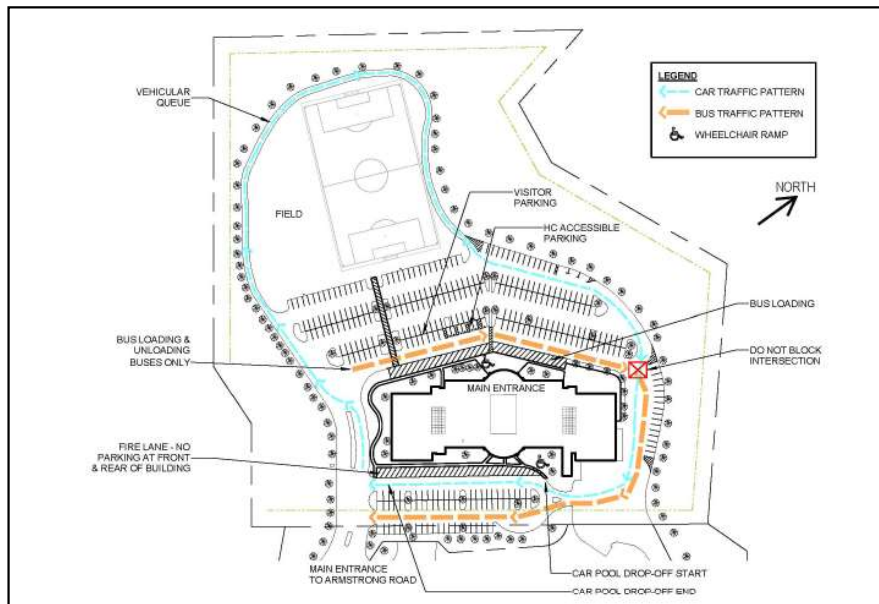 VEHICULAR
QUEUE
LEGEND
CAR TRAFFIC PATTERN
BUS TRAFFIC PATTERN
WHEELCHAIR RAMP
NORTH
VISITOR
PARKING
FIELD
HC ACCESSIBLE
PARKING
BUS LOADING
BUS LOADING &
UNLOADING
BUSES ONLY
DO NOT BLOCK
INTERSECTION
MAIN ENTRANCE
FIRE LANE - NO
PARKING AT FRONT
& REAR OF BUILDING
MAIN ENTRANCE
TO ARMSTRONG ROAD
CAR POOL DROP-OFF START
CAR POOL DROP-OFF END